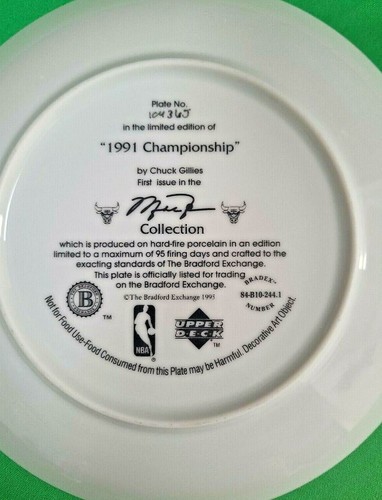 Plate No.
10436J
in the limited edition of
"1991 Championship"
by Chuck Gillies
First issue in the
Collection
which is produced on hard-fire porcelain in an edition
limited to a maximum of 95 firing days and crafted to the
exacting standards of The Bradford Exchange.
This plate is officially listed for trading
on the Bradford Exchange.
BRADEX-
84-B10-244.1
NUMBER
B
TM
©The Bradford Exchange 1995
NBA
UPPER
DECK
TM
Not for Food Use-Food Consumed from this Plate may be Harmful. Decorative Art Object.